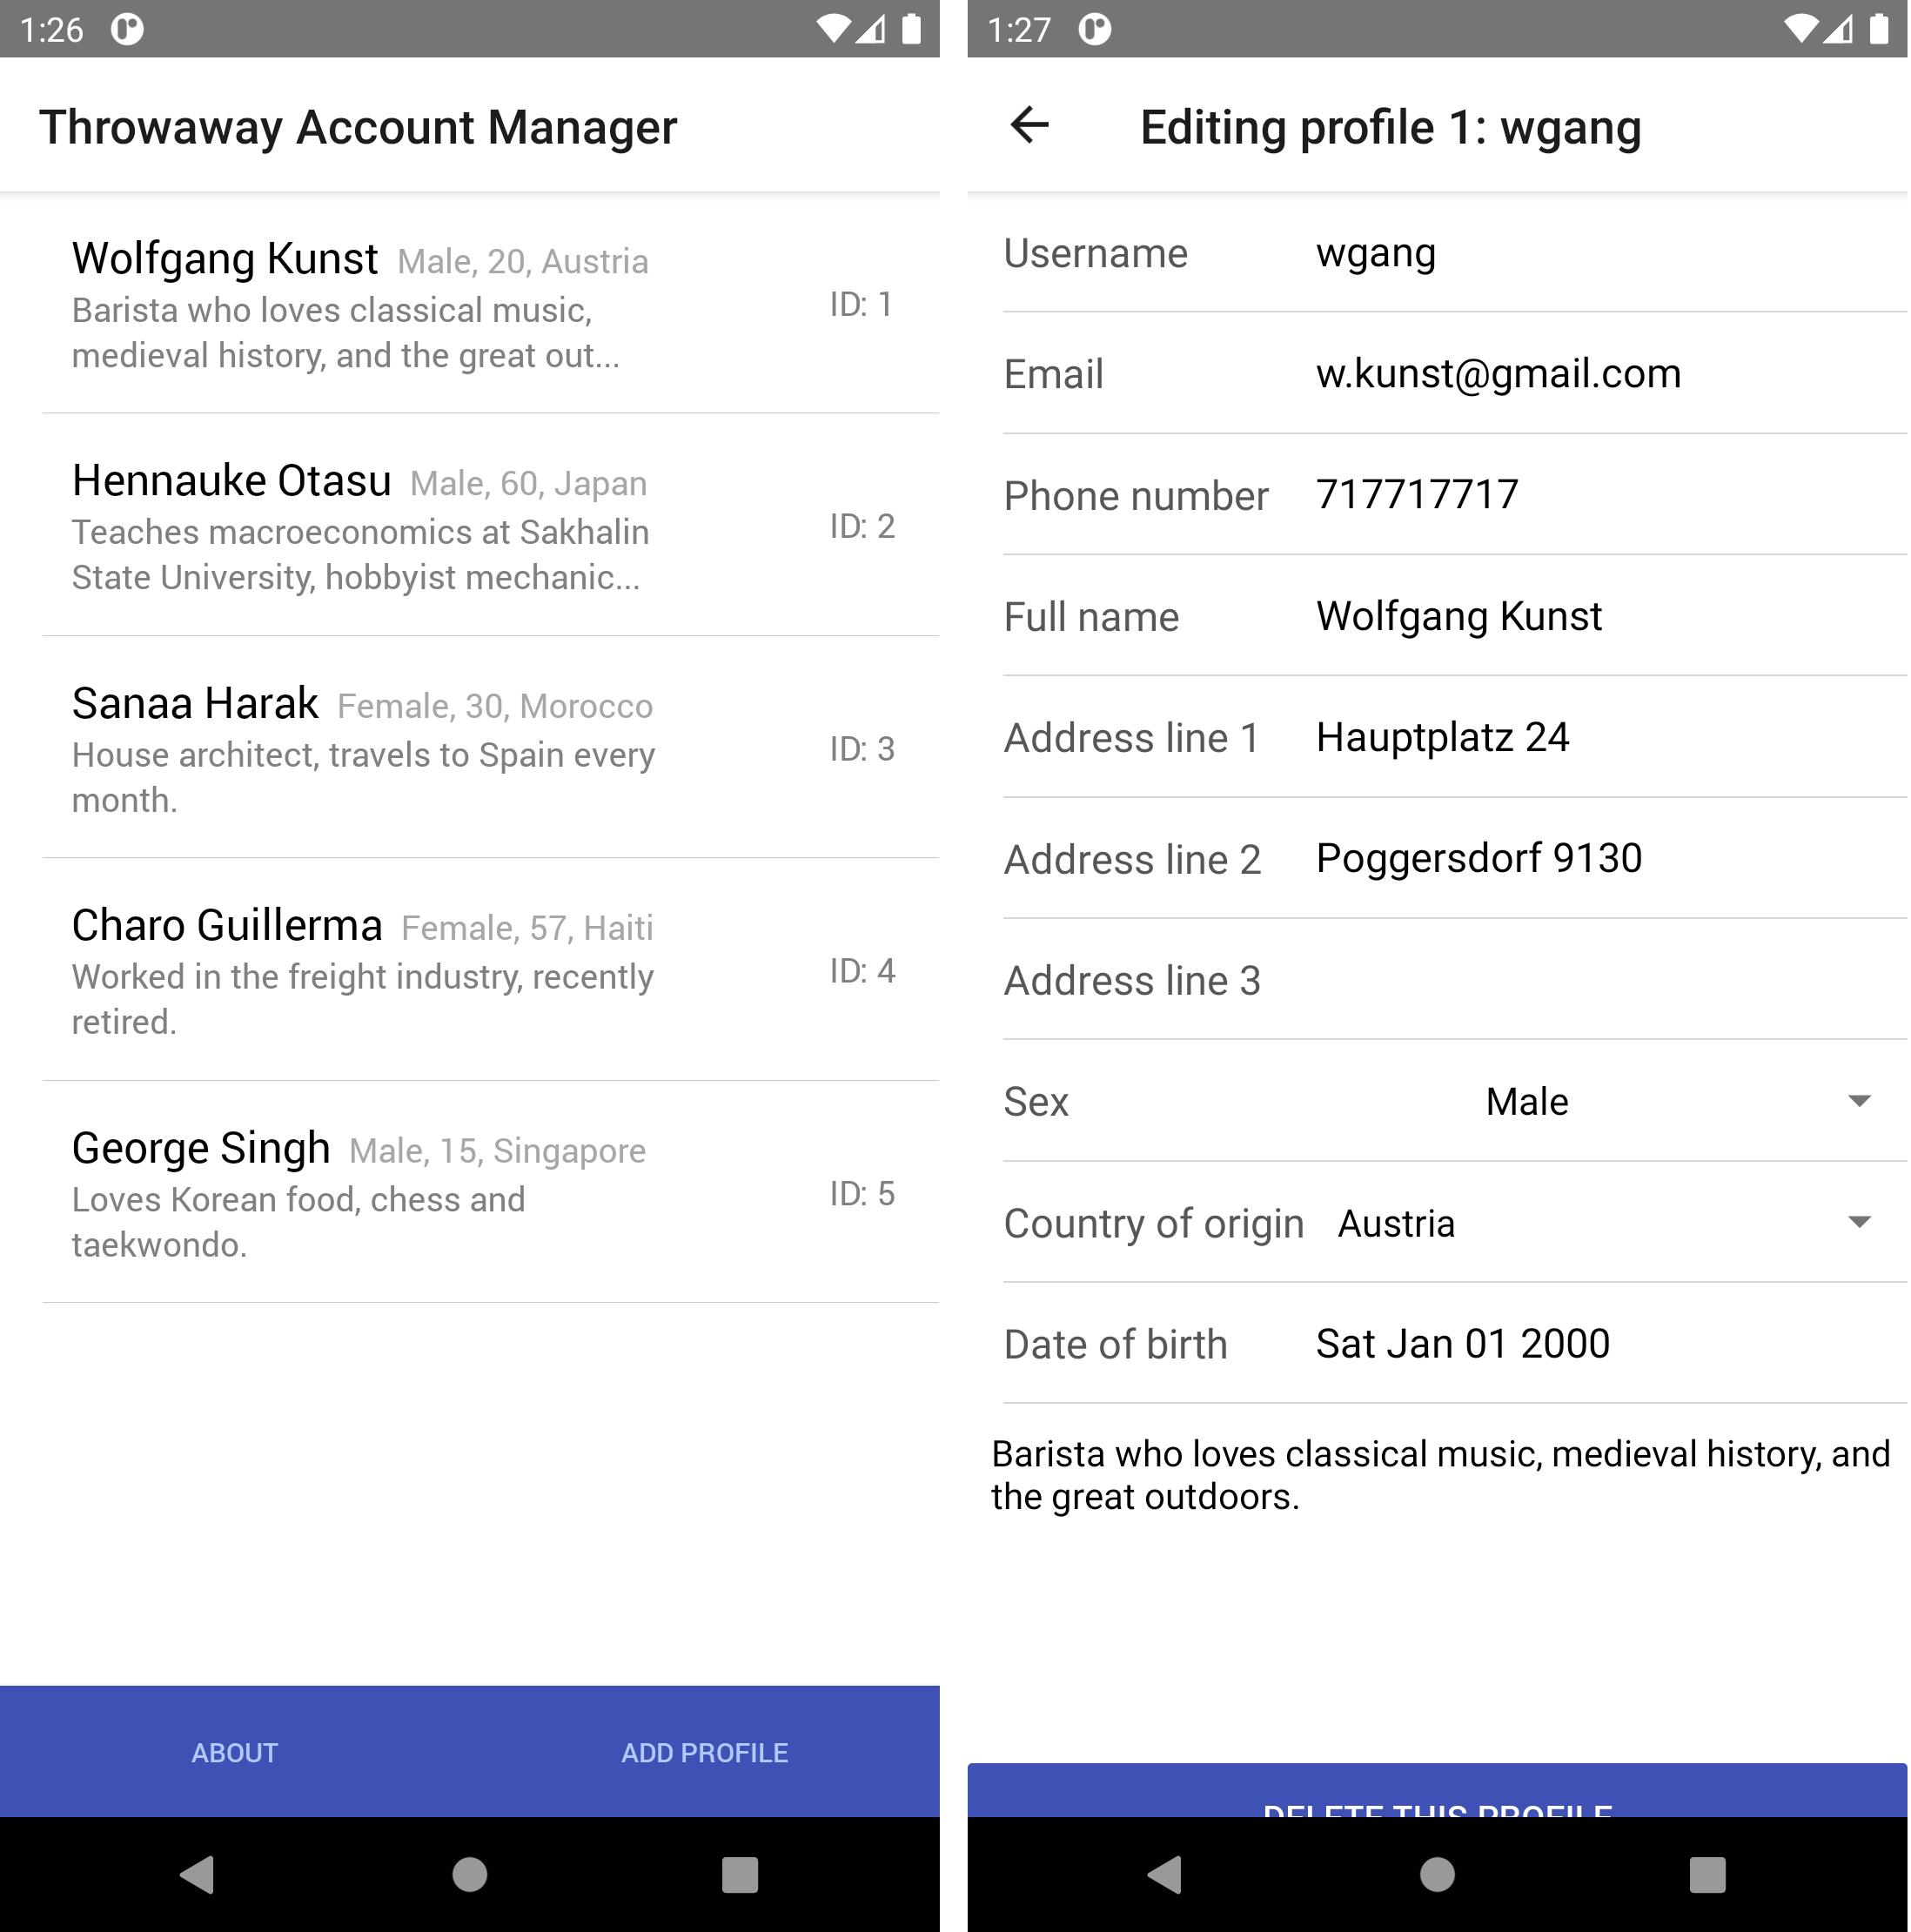 1:26
Throwaway Account Manager
Wolfgang Kunst Male, 20, Austria
Barista who loves classical music,
medieval history, and the great out...
ID: 1
Hennauke Otasu Male, 60, Japan
Teaches macroeconomics at Sakhalin
State University, hobbyist mechanic...
ID: 2
Sanaa Harak Female, 30, Morocco
House architect, travels to Spain every
month.
ID: 3
Charo Guillerma Female, 57, Haiti
Worked in the freight industry, recently
retired.
ID: 4
George Singh Male, 15, Singapore
Loves Korean food, chess and
taekwondo.
ID: 5
ABOUT
ADD PROFILE
1:27
Editing profile 1: wgang
Username wgang
Email w.kunst@gmail.com
Phone number 717717717
Full name Wolfgang Kunst
Address line 1 Hauptplatz 24
Address line 2 Poggersdorf 9130
Address line 3
Sex Male
Country of origin Austria
Date of birth Sat Jan 01 2000
Barista who loves classical music, medieval history, and
the great outdoors.
DELETE THIS PROFILE